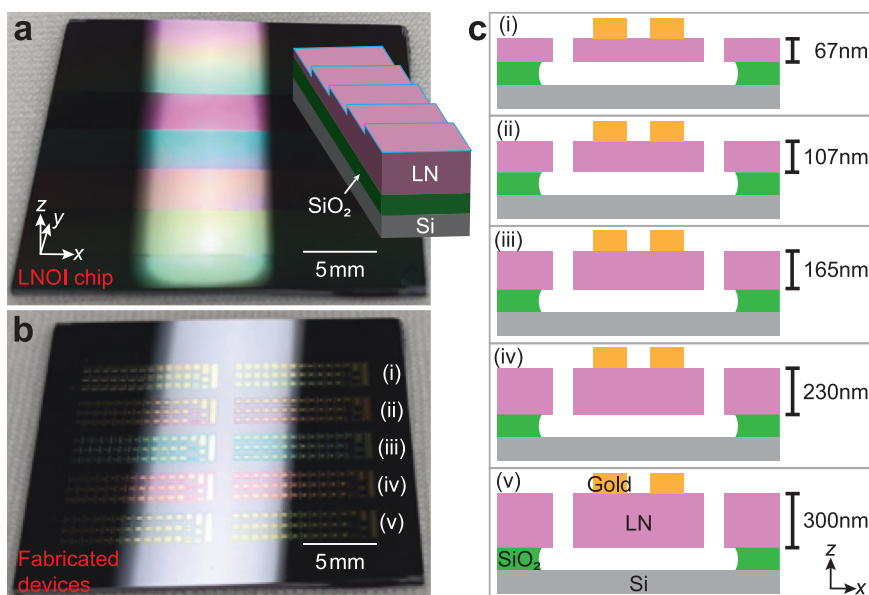 a
LN
SiO₂
Si
z
y
x
LNOI chip
5mm
b
(i)
(ii)
(iii)
(iv)
(v)
Fabricated
devices
5mm
c
(i)
67nm
(ii)
107nm
(iii)
165nm
(iv)
230nm
(v)
Gold
LN
300nm
SiO₂
Si
z
x